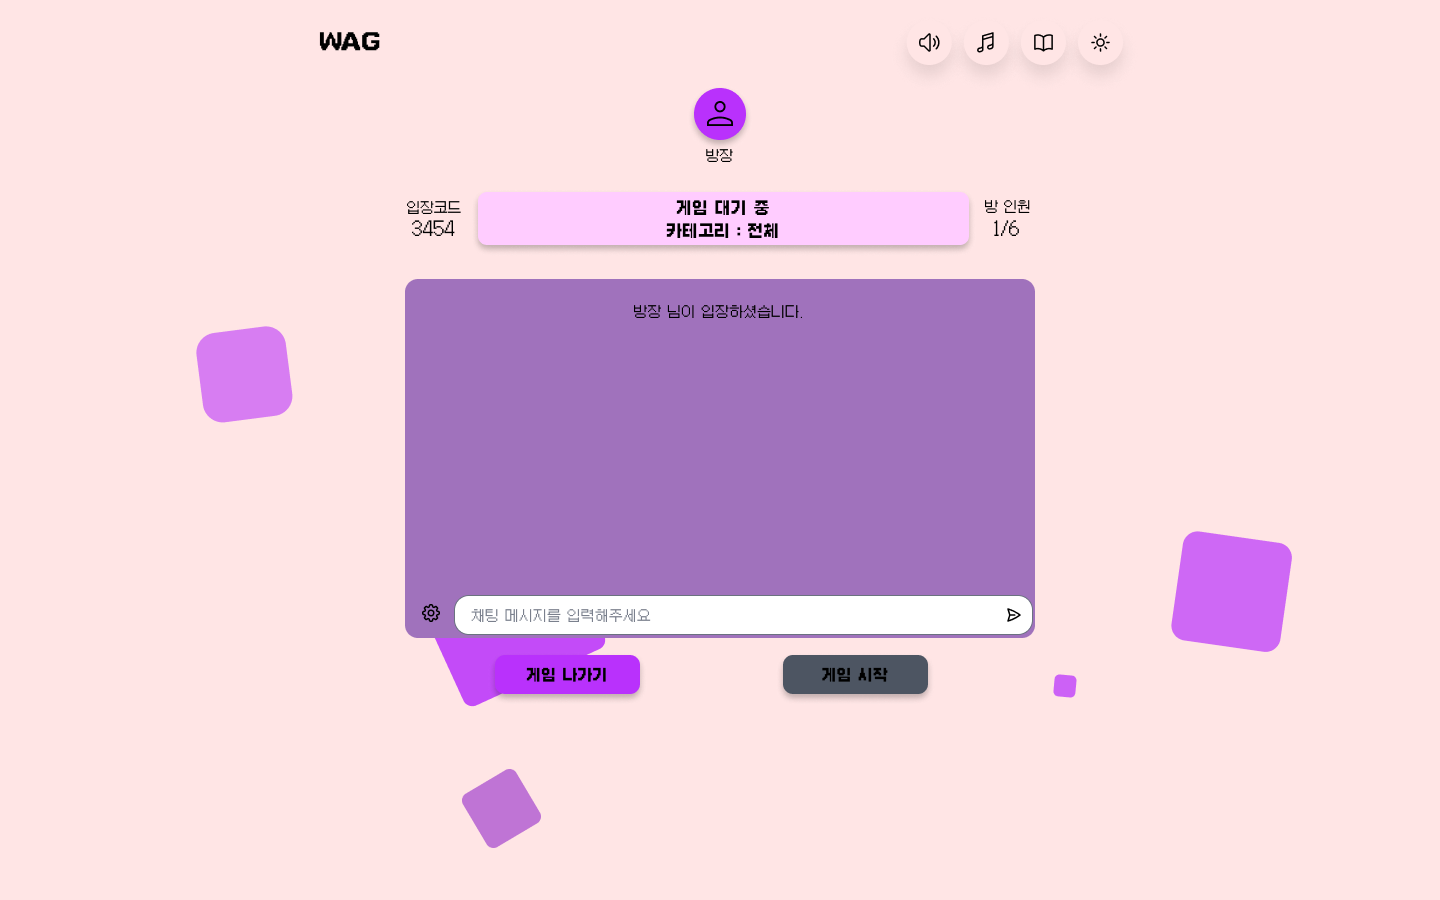 WAG
방장
입장코드
3454
게임 대기 중
카테고리 : 전체
방 인원
1/6
방장 님이 입장하셨습니다.
채팅 메시지를 입력해주세요
게임 나가기
게임 시작